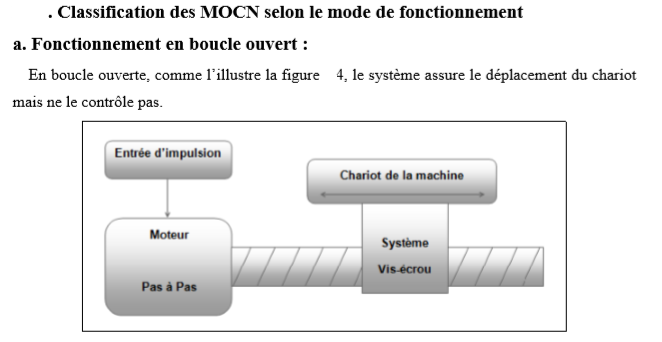 . Classification des MOCN selon le mode de fonctionnement
a. Fonctionnement en boucle ouvert :
En boucle ouverte, comme l'illustre la figure 4, le système assure le déplacement du chariot
mais ne le contrôle pas.
Entrée d'impulsion
Chariot de la machine
Moteur
Pas à Pas
Système
Vis-écrou